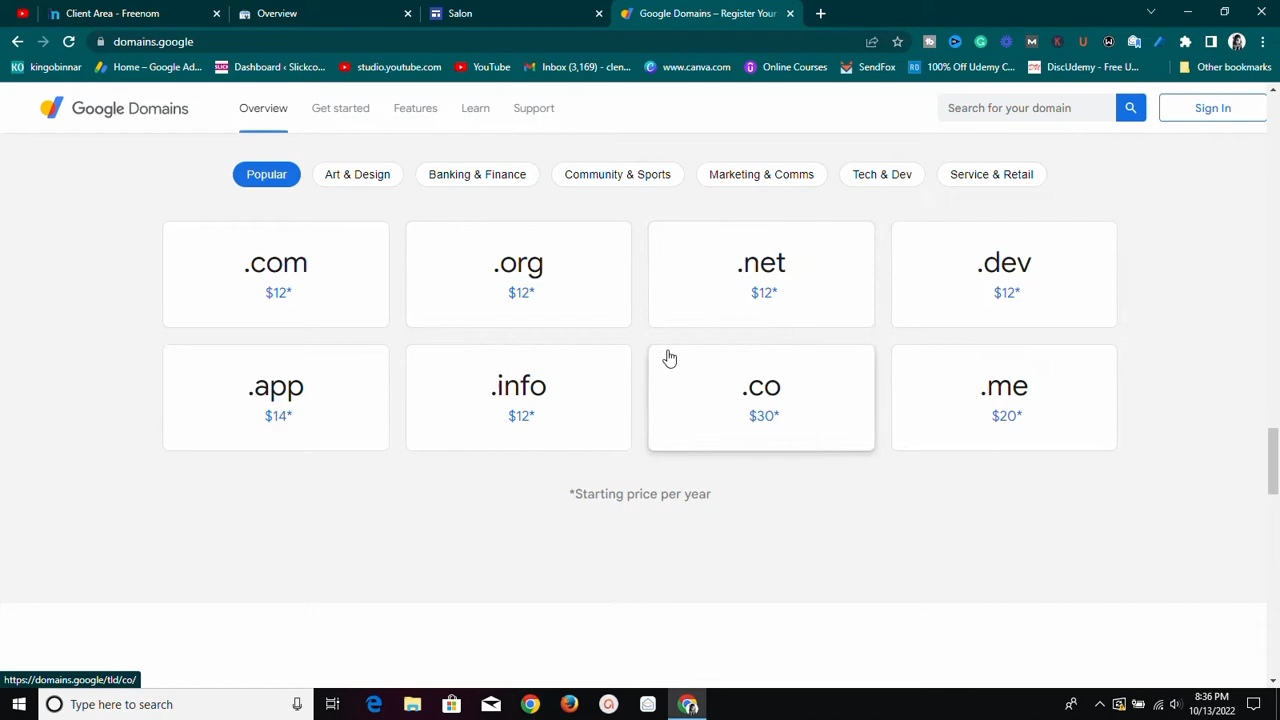 Client Area - Freenom
Overview
Salon
Google Domains – Register Your
domains.google
kingobinnar
Home – Google Ad...
Dashboard ‹ Slickco...
studio.youtube.com
YouTube
Inbox (3,169) - clen...
www.canva.com
Online Courses
SendFox
100% Off Udemy C...
DiscUdemy - Free U...
Other bookmarks
Google Domains
Overview
Get started
Features
Learn
Support
Search for your domain
Sign In
Popular
Art & Design
Banking & Finance
Community & Sports
Marketing & Comms
Tech & Dev
Service & Retail
.com
$12*
.org
$12*
.net
$12*
.dev
$12*
.app
$14*
.info
$12*
.co
$30*
.me
$20*
*Starting price per year
https://domains.google/tld/co/
Type here to search
8:36 PM
10/13/2022